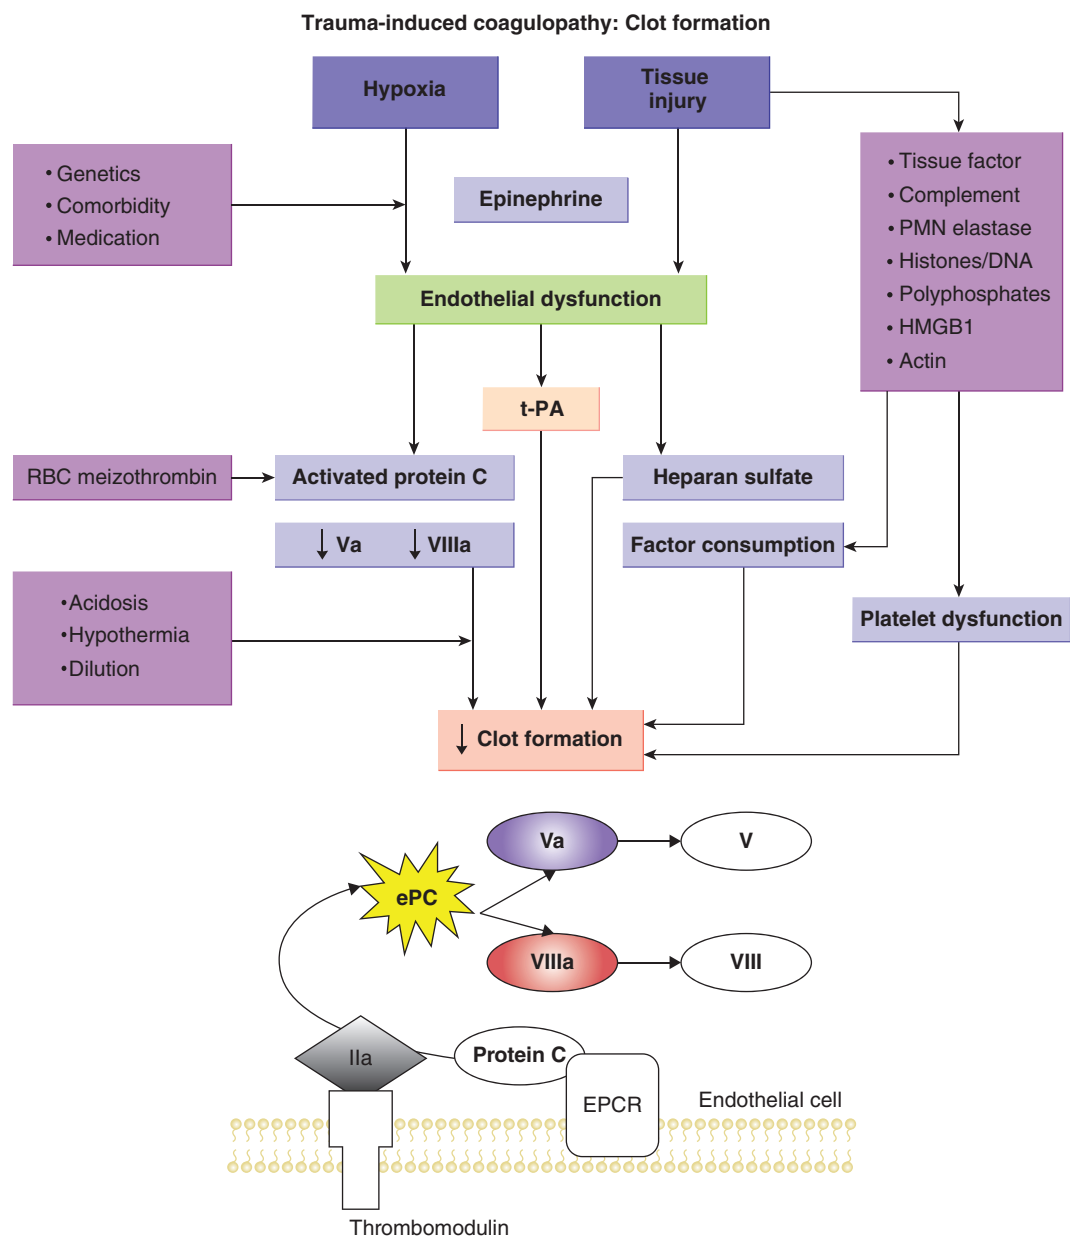 Trauma-induced coagulopathy: Clot formation
Hypoxia
Tissue
injury
• Genetics
• Comorbidity
• Medication
Epinephrine
• Tissue factor
• Complement
• PMN elastase
• Histones/DNA
• Polyphosphates
• HMGB1
• Actin
Endothelial dysfunction
t-PA
RBC meizothrombin
Activated protein C
Heparan sulfate
↓ Va ↓ VIIIa
Factor consumption
•Acidosis
•Hypothermia
•Dilution
Platelet dysfunction
↓ Clot formation
Va
V
ePC
VIIIa
VIII
IIa
Protein C
EPCR
Endothelial cell
Thrombomodulin